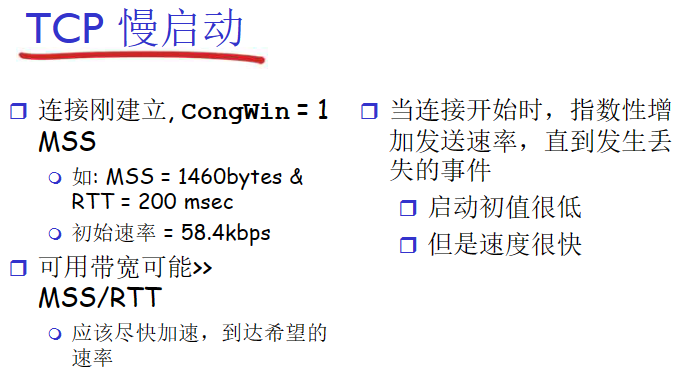 TCP 慢启动
连接刚建立, CongWin = 1
MSS
如: MSS = 1460bytes &
RTT = 200 msec
初始速率 = 58.4kbps
可用带宽可能>>
MSS/RTT
应该尽快加速，到达希望的
速率
当连接开始时，指数性增
加发送速率，直到发生丢
失的事件
启动初值很低
但是速度很快